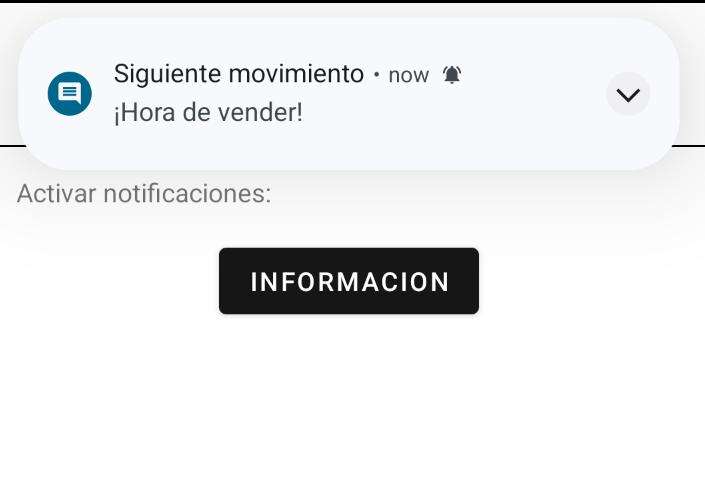 Siguiente movimiento • now
¡Hora de vender!
Activar notificaciones:
INFORMACION